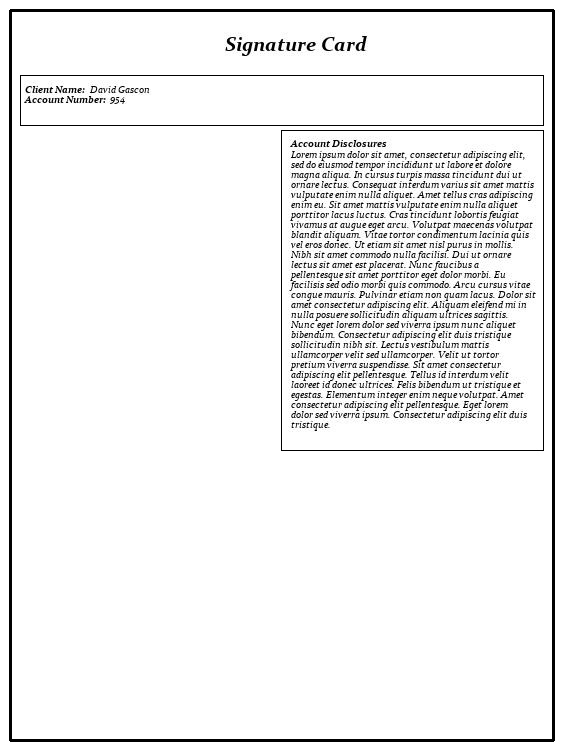 Signature Card
Client Name: David Gascon
Account Number: 954
Account Disclosures
Lorem ipsum dolor sit amet, consectetur adipiscing elit,
sed do eiusmod tempor incididunt ut labore et dolore
magna aliqua. In cursus turpis massa tincidunt dui ut
ornare lectus. Consequat interdum varius sit amet mattis
vulputate enim nulla aliquet. Amet tellus cras adipiscing
enim eu. Sit amet mattis vulputate enim nulla aliquet
porttitor lacus luctus. Cras tincidunt lobortis feugiat
vivamus at augue eget arcu. Volutpat maecenas volutpat
blandit aliquam. Vitae tortor condimentum lacinia quis
vel eros donec. Ut etiam sit amet nisl purus in mollis.
Nibh sit amet commodo nulla facilisi. Dui ut ornare
lectus sit amet est placerat. Nunc faucibus a
pellentesque sit amet porttitor eget dolor morbi. Eu
facilisis sed odio morbi quis commodo. Arcu cursus vitae
congue mauris. Pulvinar etiam non quam lacus. Dolor sit
amet consectetur adipiscing elit. Aliquam eleifend mi in
nulla posuere sollicitudin aliquam ultrices sagittis.
Nunc eget lorem dolor sed viverra ipsum nunc aliquet
bibendum. Consectetur adipiscing elit duis tristique
sollicitudin nibh sit. Lectus vestibulum mattis
ullamcorper velit sed ullamcorper. Velit ut tortor
pretium viverra suspendisse. Sit amet consectetur
adipiscing elit pellentesque. Tellus id interdum velit
laoreet id donec ultrices. Felis bibendum ut tristique et
egestas. Elementum integer enim neque volutpat. Amet
consectetur adipiscing elit pellentesque. Eget lorem
dolor sed viverra ipsum. Consectetur adipiscing elit duis
tristique.